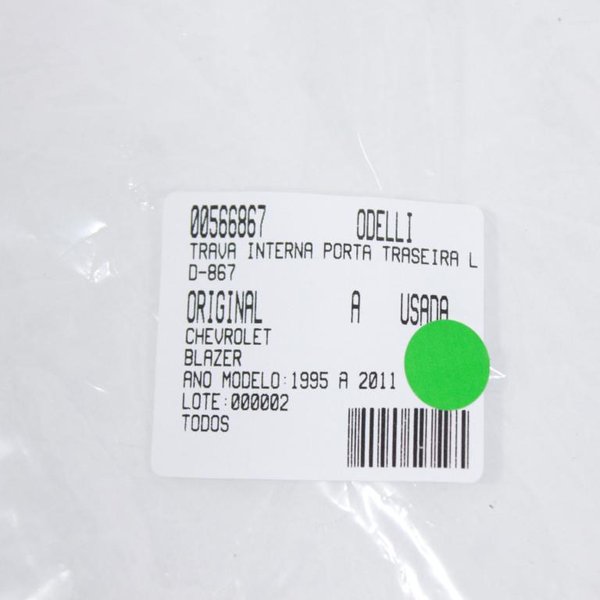 00566867 ODELLI
TRAVA INTERNA PORTA TRASEIRA L
D-867
ORIGINAL A USADA
CHEVROLET
BLAZER
ANO MODELO:1995 A 2011
LOTE:000002
TODOS